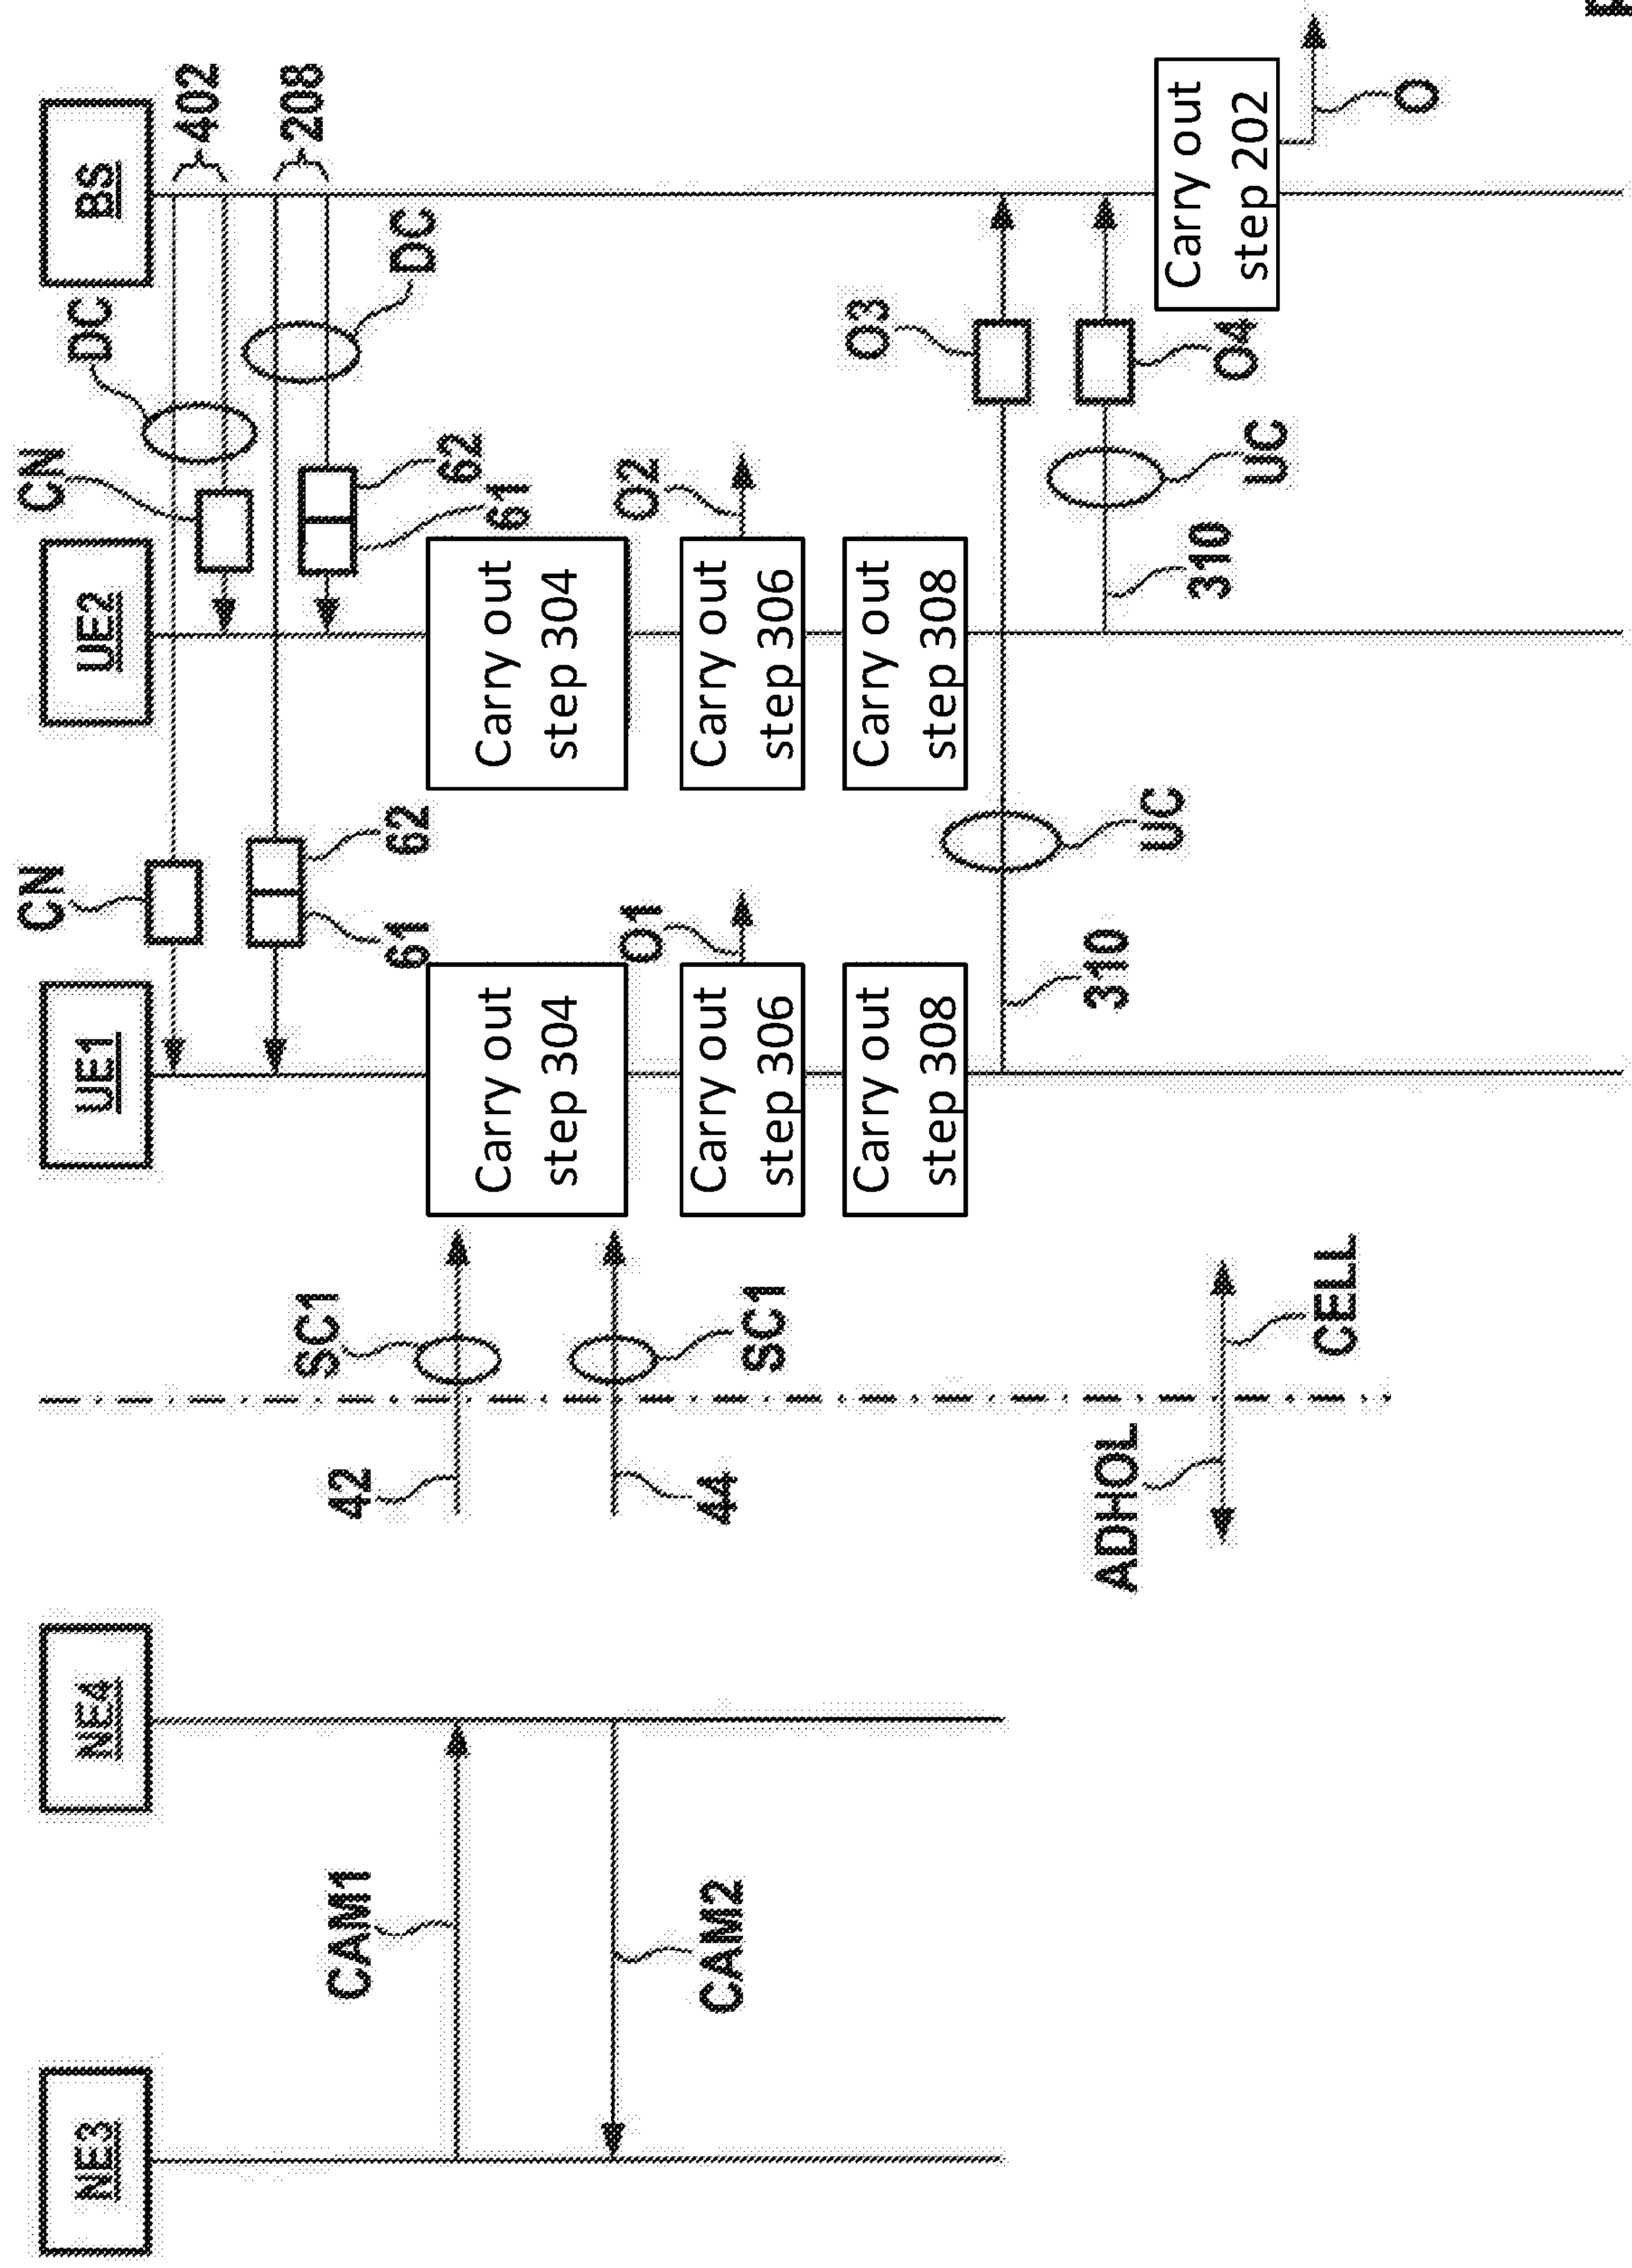 CN
CN
DC
NE3
NE4
UE1
UE2
BS
402
208
SC1
CAM1
42
61
62
DC
62
61
Carry out
step 304
Carry out
step 304
O1
O2
CAM2
44
SC1
Carry out
step 306
Carry out
step 306
Carry out
step 308
Carry out
step 308
O3
ADHOL
310
UC
310
O4
UC
CELL
Carry out
step 202
O